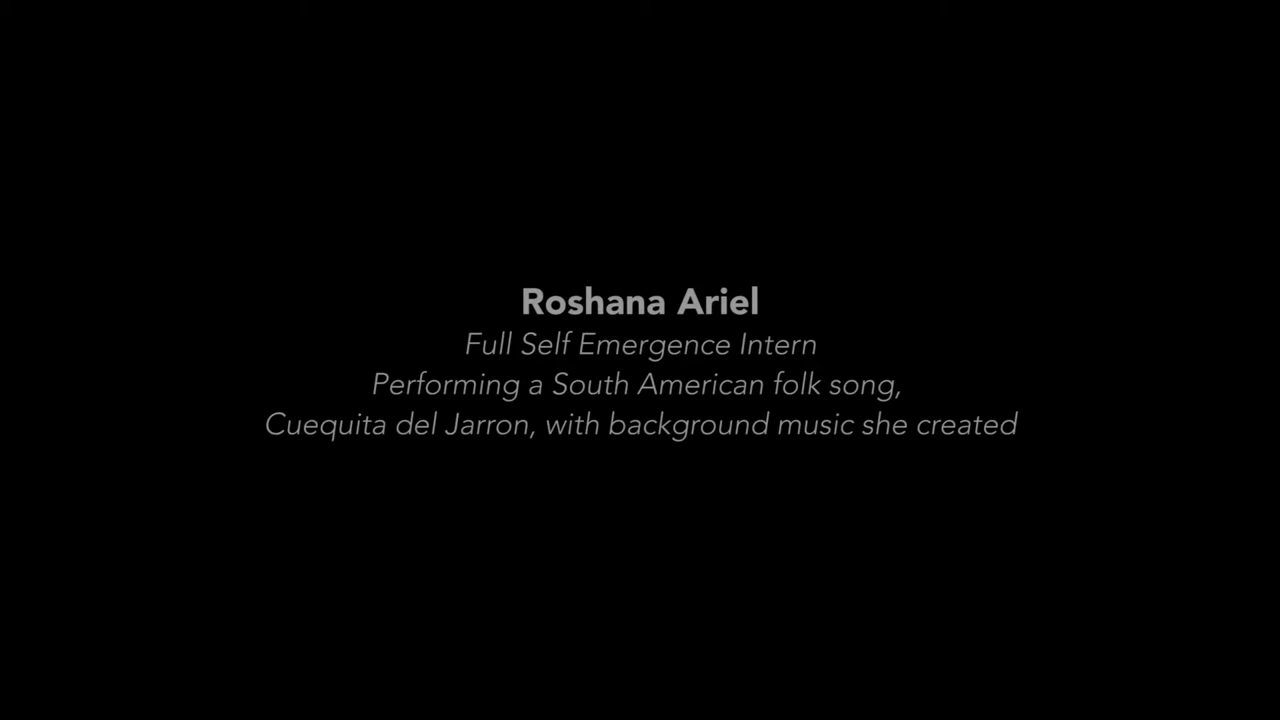 Roshana Ariel
Full Self Emergence Intern
Performing a South American folk song,
Cuequita del Jarron, with background music she created